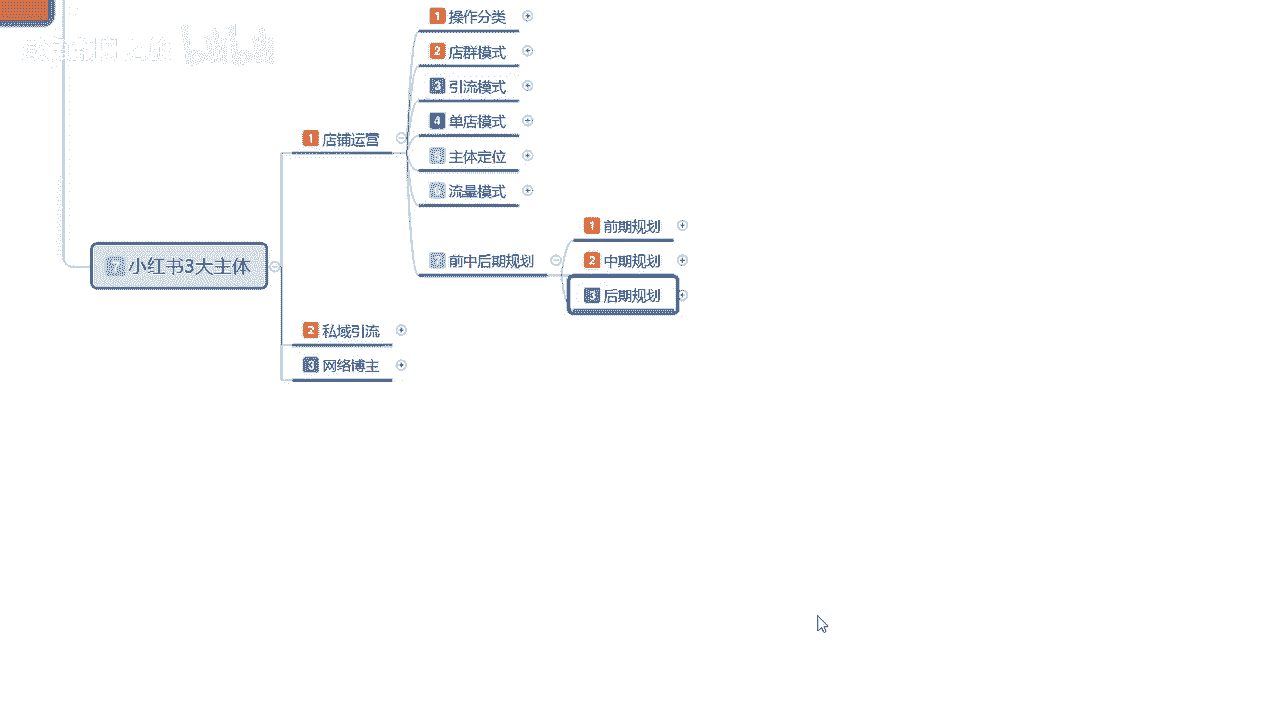 1 操作分类
2 店群模式
3 引流模式
1 店铺运营
4 单店模式
主体定位
流量模式
1 前期规划
7 前中后期规划
2 中期规划
7 小红书3大主体
3 后期规划
2 私域引流
3 网络博主